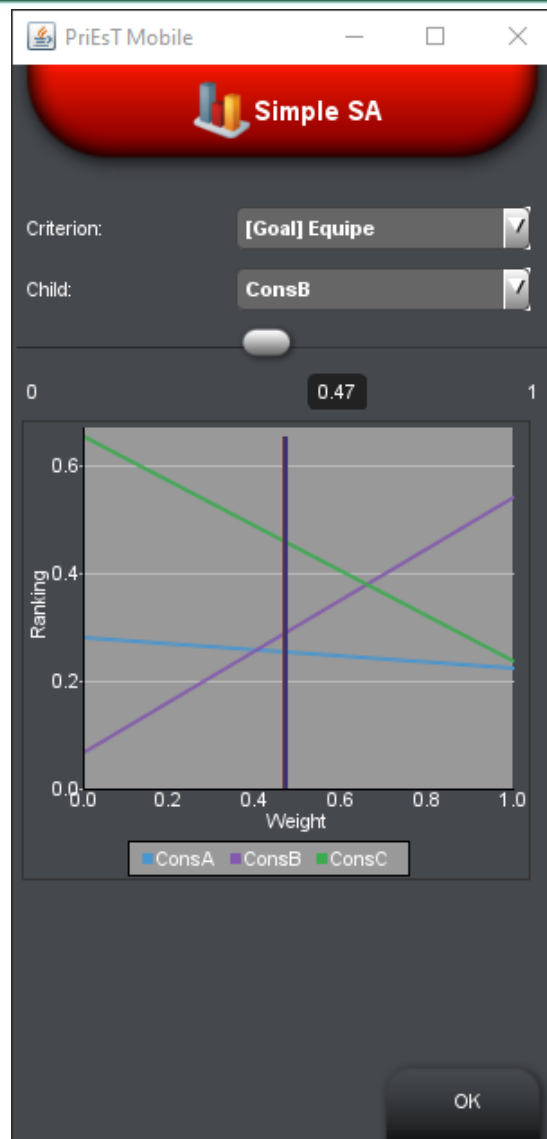 PriEsT Mobile
Simple SA
Criterion: [Goal] Equipe
Child: ConsB
0 0.47 1
0.6
0.4
0.2
0.0
Ranking
0.0 0.2 0.4 0.6 0.8 1.0
Weight
ConsA ConsB ConsC
OK